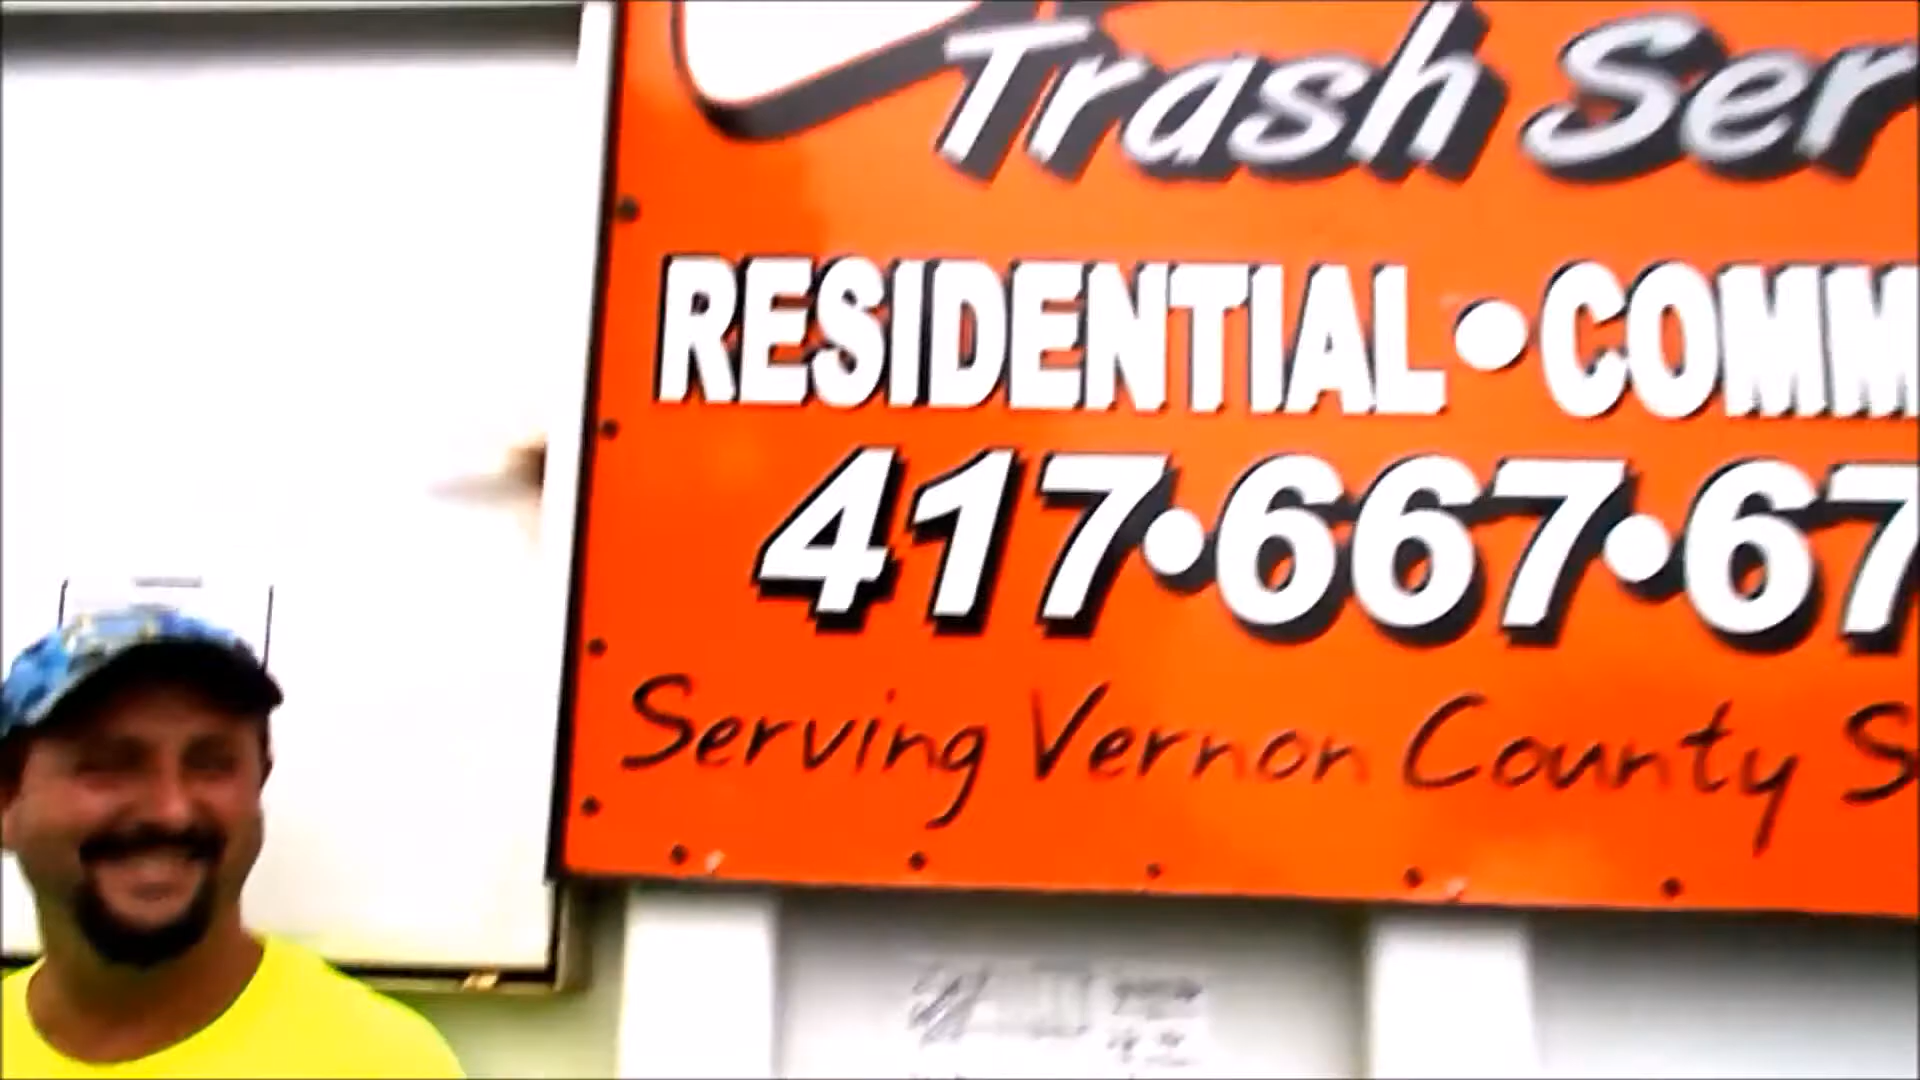 Trash Ser
RESIDENTIAL•COMM
417•667•67
Serving Vernon County S